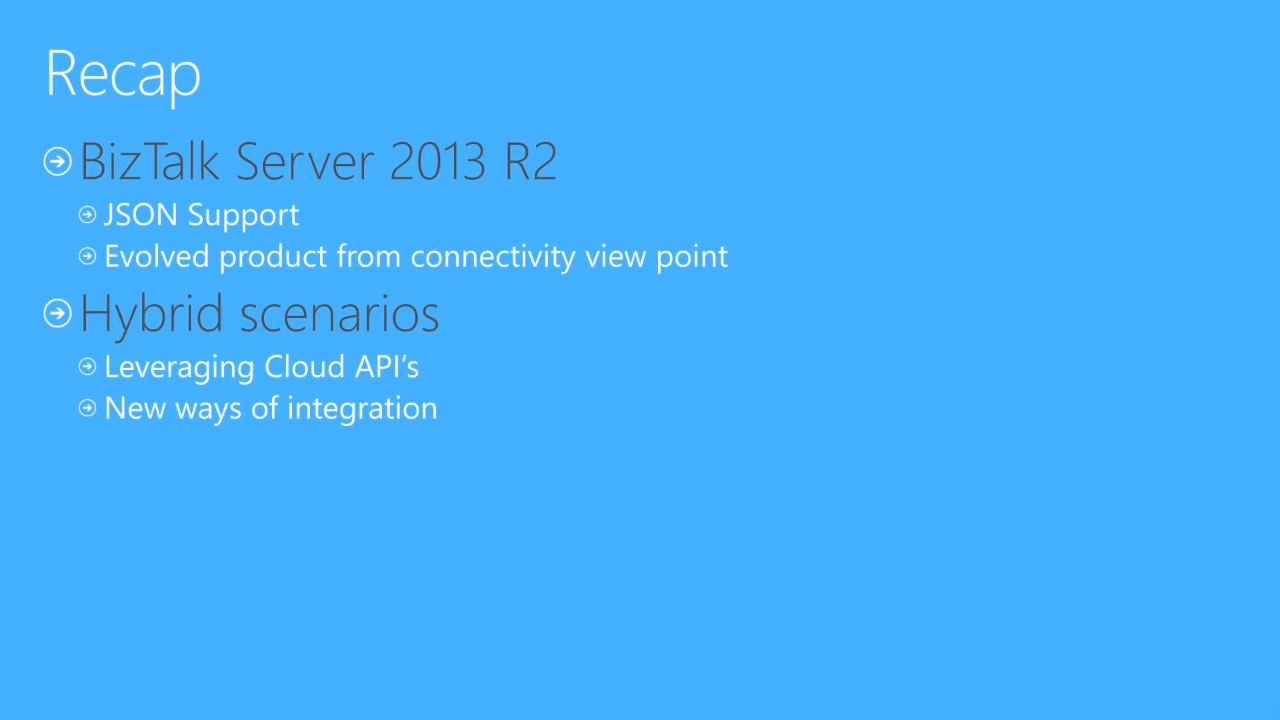 Recap
BizTalk Server 2013 R2
JSON Support
Evolved product from connectivity view point
Hybrid scenarios
Leveraging Cloud API’s
New ways of integration